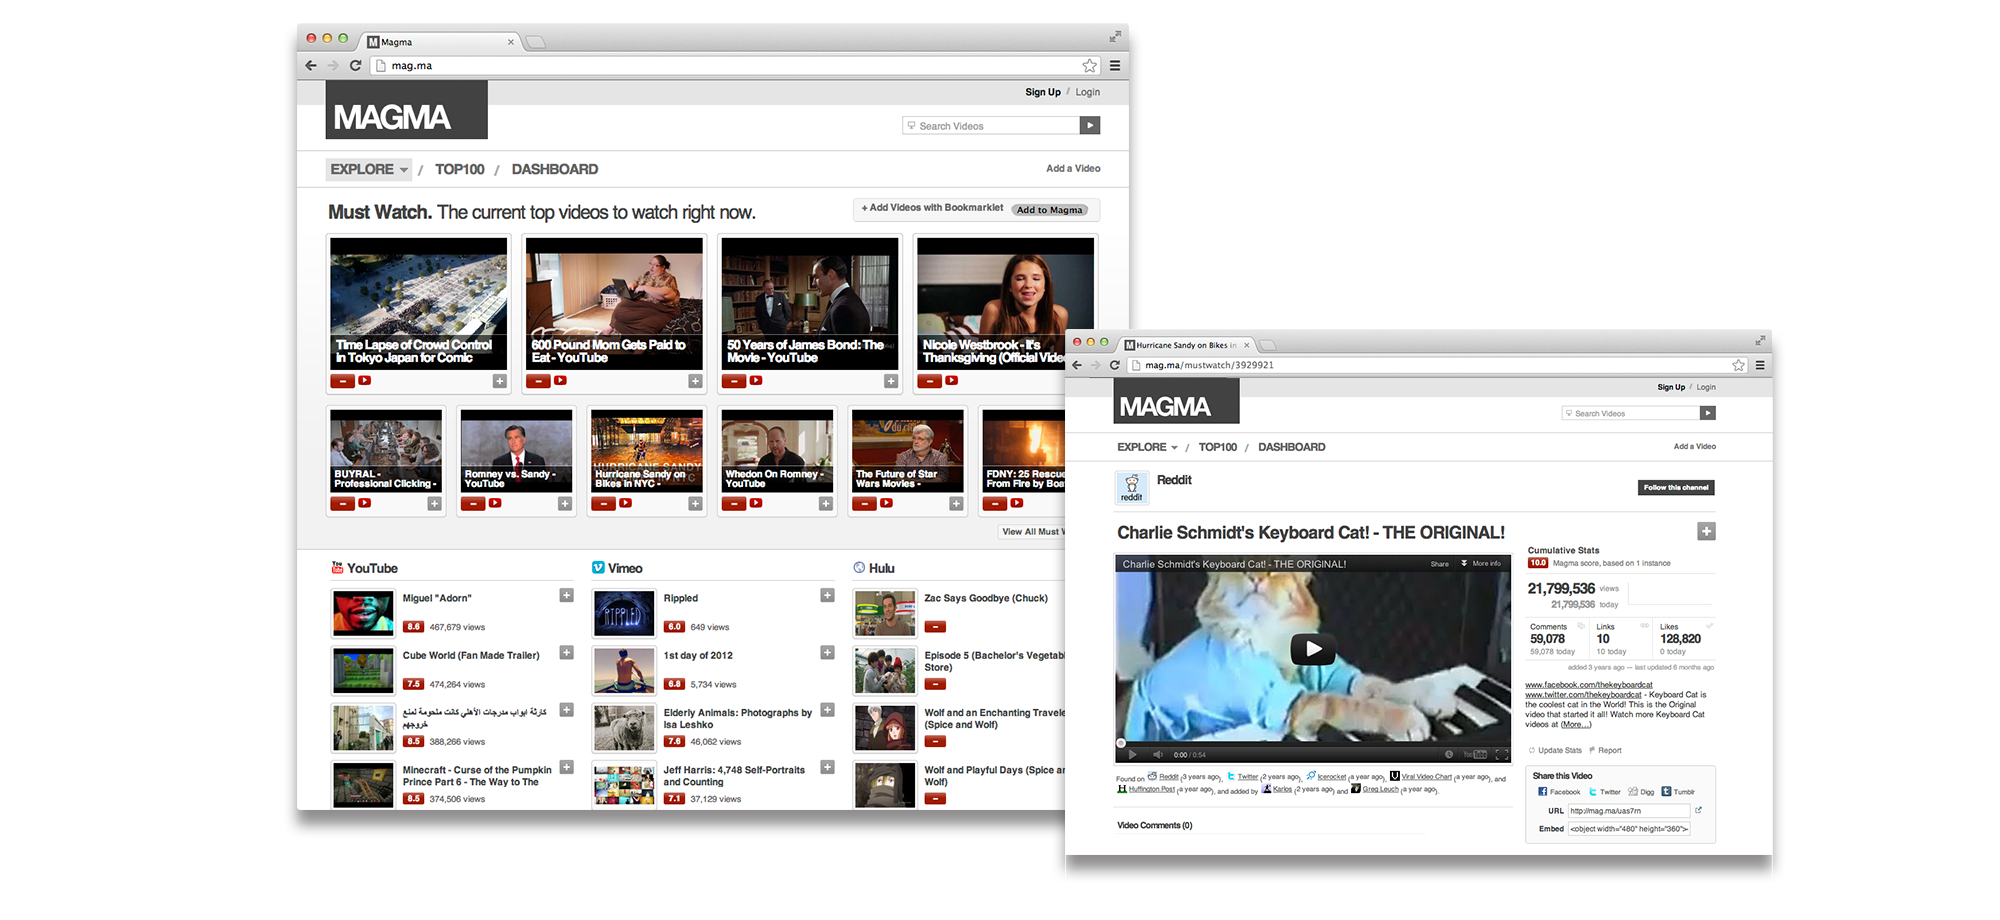 Magma
mag.ma
Sign Up / Login
MAGMA
Search Videos
EXPLORE / TOP100 / DASHBOARD
Add a Video
Must Watch. The current top videos to watch right now.
+ Add Videos with Bookmarklet
Add to Magma
Time Lapse of Crowd Control
in Tokyo Japan for Comic
600 Pound Mom Gets Paid to
Eat - YouTube
50 Years of James Bond: The
Movie - YouTube
Nicole Westbrook - It's
Thanksgiving (Official Vide
BUYRAL -
Professional Clicking -
Romney vs. Sandy -
YouTube
Hurricane Sandy on
Bikes in NYC -
Whedon On Romney -
YouTube
The Future of Star
Wars Movies -
FDNY: 25 Rescue
From Fire by Boa
View All Must W
YouTube
Miguel "Adorn"
8.6 467,679 views
Cube World (Fan Made Trailer)
7.5 474,264 views
كارثة ابواب مدرجات الأهلي كانت ملحومة لمنع
خروجهم
8.5 388,266 views
Minecraft - Curse of the Pumpkin
Prince Part 6 - The Way to The
8.5 374,506 views
Vimeo
RIPPLED
Rippled
6.0 649 views
1st day of 2012
6.8 5,734 views
Elderly Animals: Photographs by
Isa Leshko
7.6 46,062 views
Jeff Harris: 4,748 Self-Portraits
and Counting
7.1 37,129 views
Hulu
Zac Says Goodbye (Chuck)
Episode 5 (Bachelor's Vegetab
Store)
Wolf and an Enchanting Travele
(Spice and Wolf)
Wolf and Playful Days (Spice a
Wolf)
Hurricane Sandy on Bikes in
mag.ma/mustwatch/3929921
Sign Up / Login
MAGMA
Search Videos
EXPLORE / TOP100 / DASHBOARD
Add a Video
reddit
Reddit
Follow this channel
Charlie Schmidt's Keyboard Cat! - THE ORIGINAL!
Charlie Schmidt's Keyboard Cat! - THE ORIGINAL!
Share
More info
0:00 / 0:54
YouTube
Found on Reddit (3 years ago), Twitter (2 years ago), Icerocket (a year ago), Viral Video Chart (a year ago), and
Huffington Post (a year ago), and added by Karlos (2 years ago) and Greg Leuch (a year ago).
Video Comments (0)
Cumulative Stats
10.0 Magma score, based on 1 instance
21,799,536 views
21,799,536 today
Comments
59,078
59,078 today
Links
10
10 today
Likes
128,820
0 today
added 3 years ago — last updated 6 months ago
www.facebook.com/thekeyboardcat
www.twitter.com/thekeyboardcat - Keyboard Cat is
the coolest cat in the World! This is the Original
video that started it all! Watch more Keyboard Cat
videos at (More...)
Update Stats
Report
Share this Video
Facebook Twitter Digg Tumblr
URL http://mag.ma/uas7rn
Embed <object width="480" height="360">